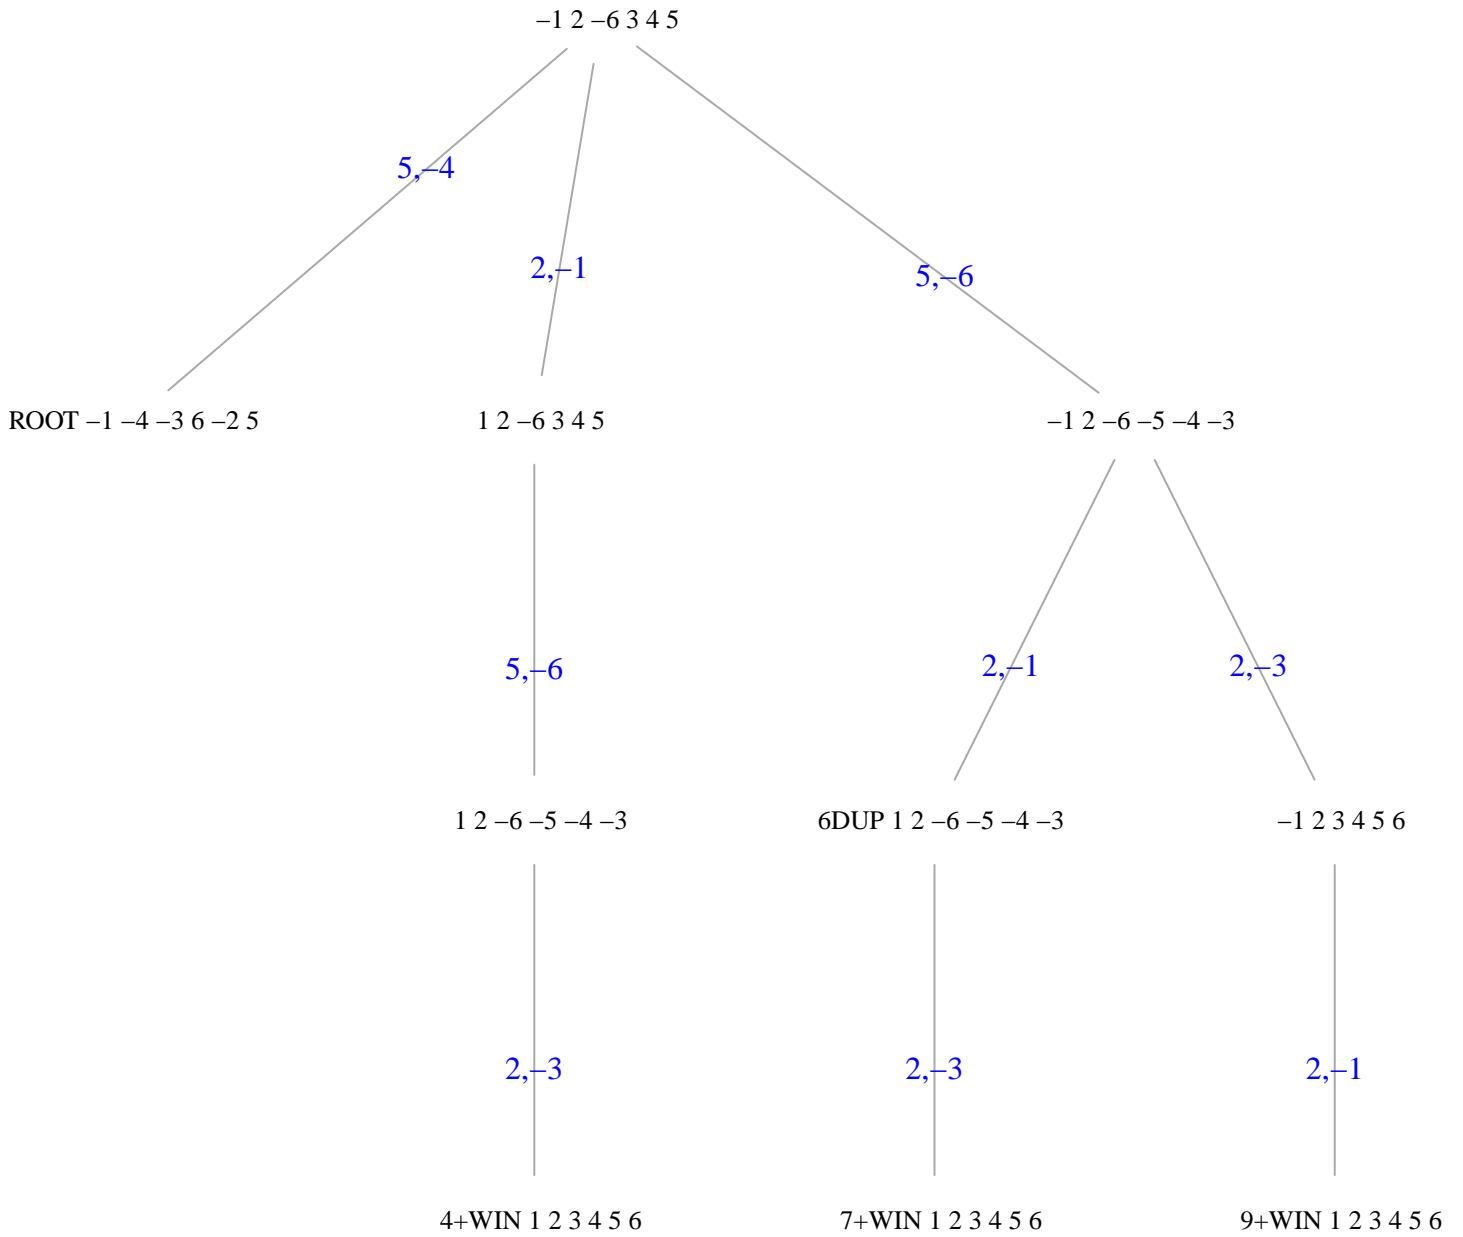 –1 2 –6 3 4 5
5,–4
2,–1
5,–6
ROOT –1 –4 –3 6 –2 5
1 2 –6 3 4 5
–1 2 –6 –5 –4 –3
5,–6
2,–1
2,–3
1 2 –6 –5 –4 –3
6DUP 1 2 –6 –5 –4 –3
–1 2 3 4 5 6
2,–3
2,–3
2,–1
4+WIN 1 2 3 4 5 6
7+WIN 1 2 3 4 5 6
9+WIN 1 2 3 4 5 6